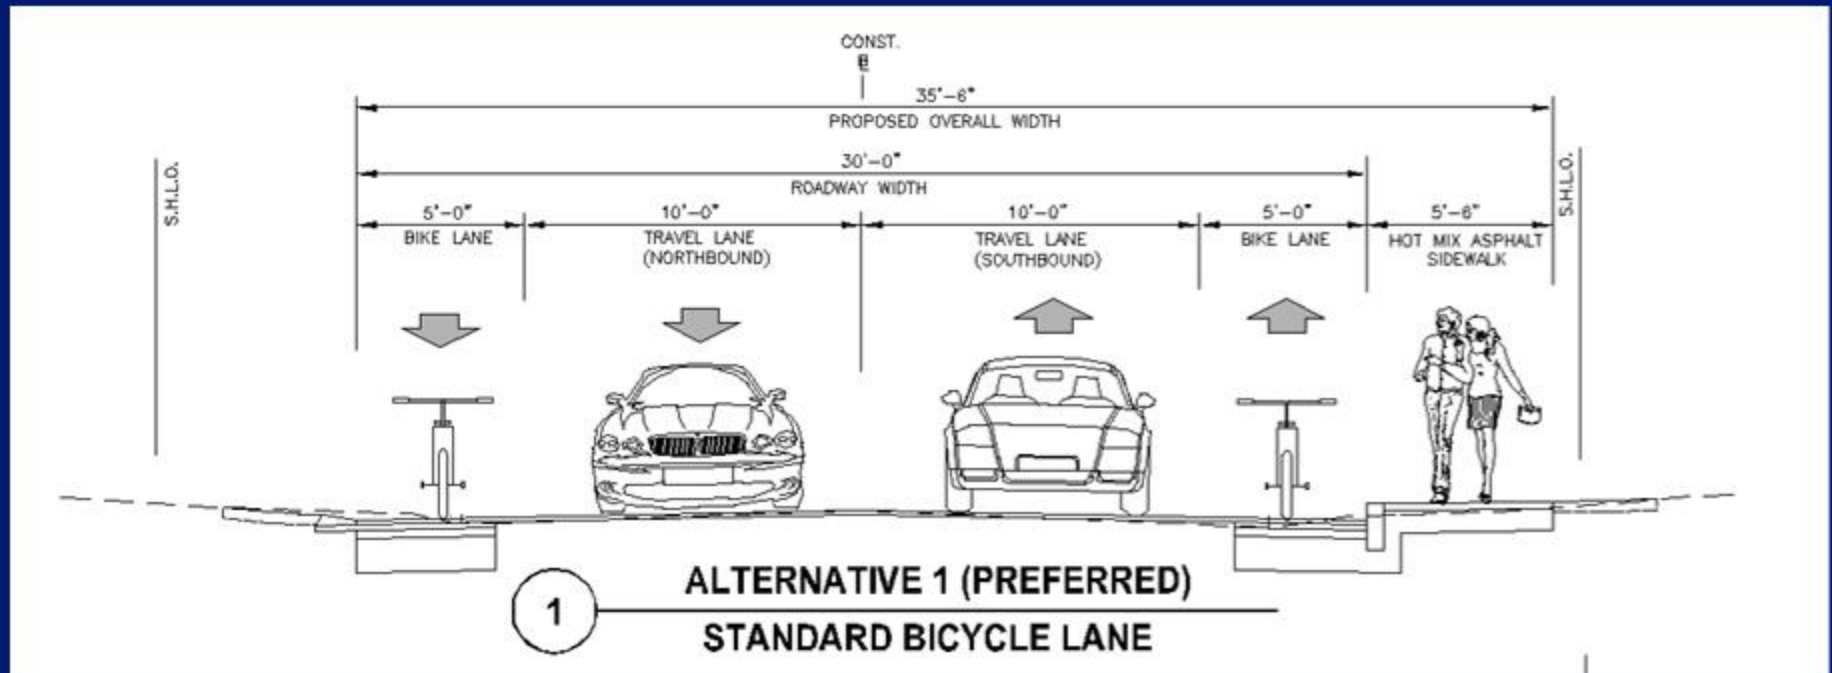 CONST.
℄
35'-6"
PROPOSED OVERALL WIDTH
30'-0"
ROADWAY WIDTH
S.H.L.O.
5'-0"
BIKE LANE
10'-0"
TRAVEL LANE
(NORTHBOUND)
10'-0"
TRAVEL LANE
(SOUTHBOUND)
5'-0"
BIKE LANE
5'-6"
HOT MIX ASPHALT
SIDEWALK
S.H.L.O.
1
ALTERNATIVE 1 (PREFERRED)
STANDARD BICYCLE LANE